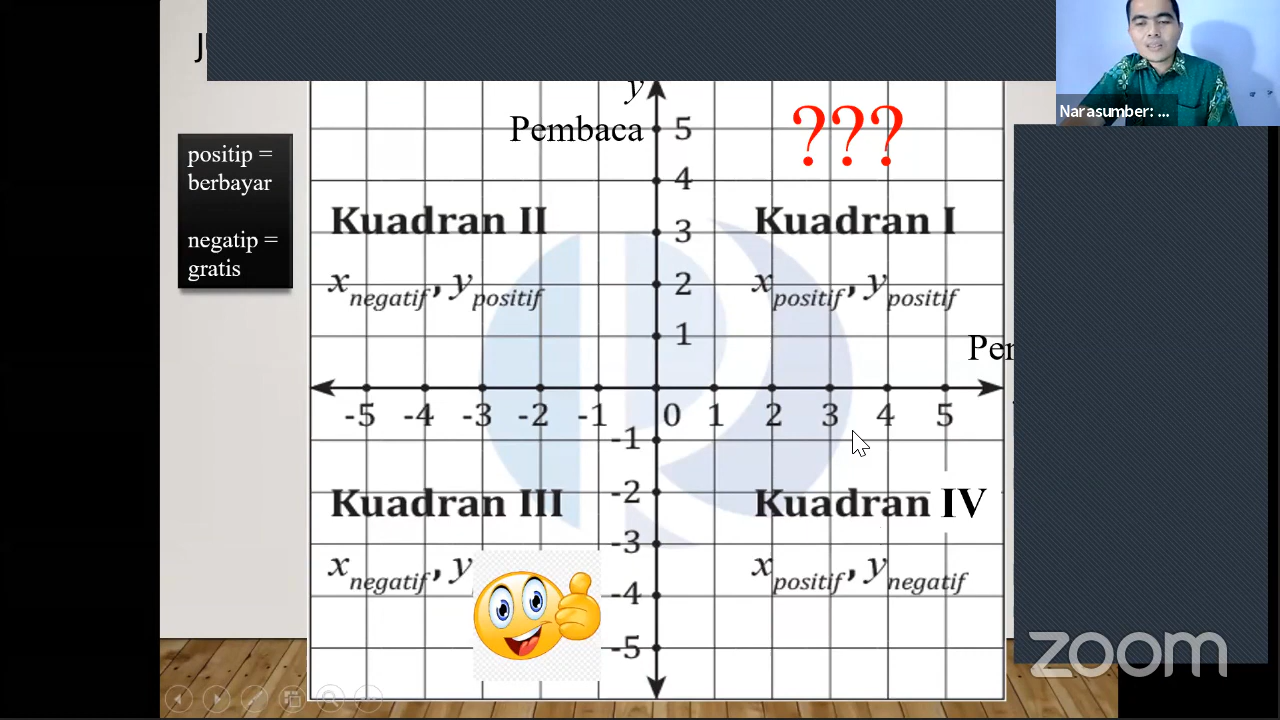 Narasumber: ...
y
Pembaca
5
???
positip =
berbayar
negatip =
gratis
4
Kuadran II
Kuadran I
3
x negatif, y positif
2
x positif, y positif
1
-5 -4 -3 -2 -1 0 1 2 3 4 5
-1
Kuadran III
-2
Kuadran IV
-3
x negatif, y
x positif, y negatif
-4
-5
zoom